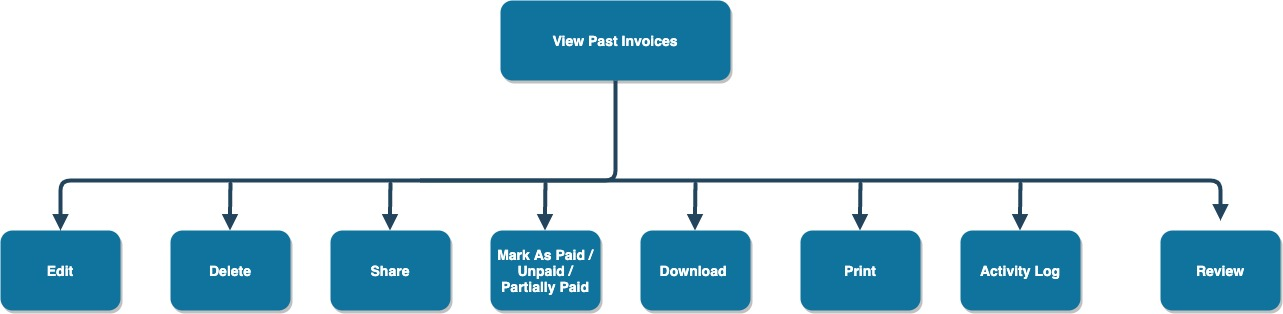 View Past Invoices
Edit
Delete
Share
Mark As Paid /
Unpaid /
Partially Paid
Download
Print
Activity Log
Review